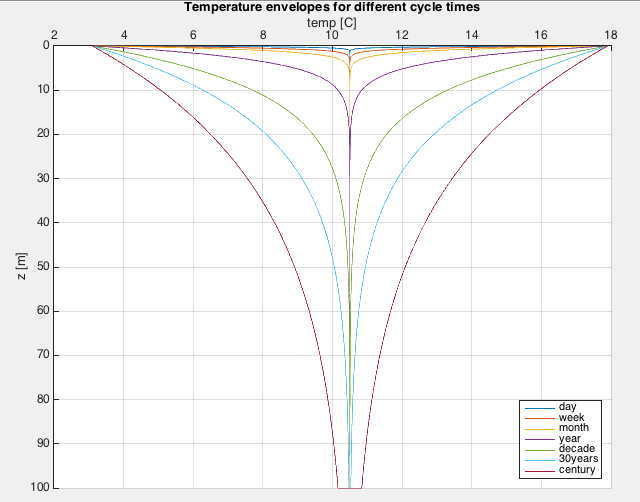 Temperature envelopes for different cycle times
temp [C]
2 4 6 8 10 12 14 16 18
0
10
20
30
40
50
60
70
80
90
100
z [m]
day
week
month
year
decade
30years
century